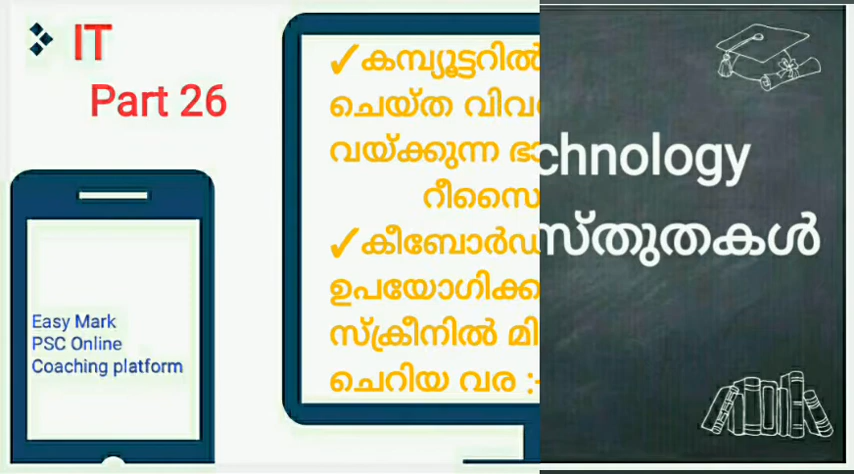 IT
Part 26
✓കമ്പ്യൂട്ടറിൽ
ചെയ്ത
വയ്ക്കുന്ന
✓കീബോർഡ
ഉപയോഗിക്ക
സ്ക്രീനിൽ മി
ചെറിയ വര :-
Easy Mark
PSC Online
Coaching platform
chnology
സ്തുതകൾ